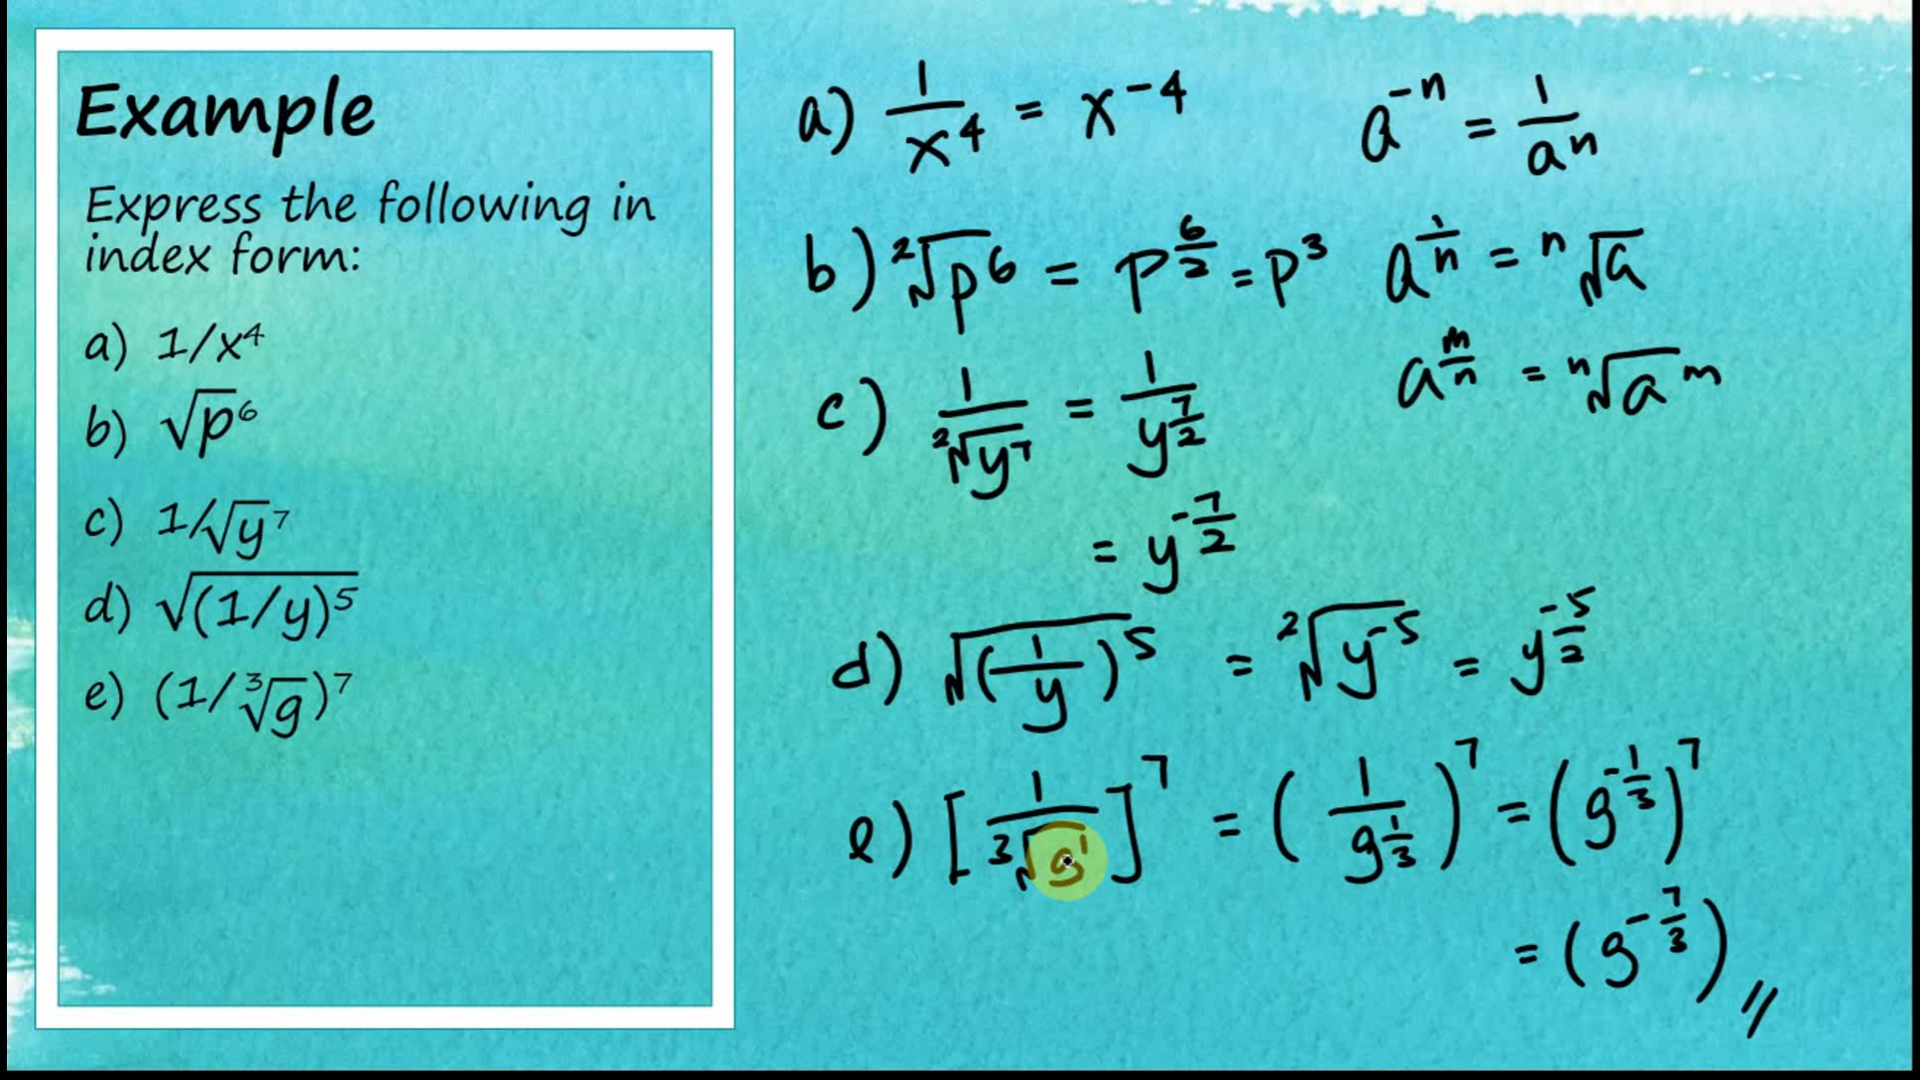 Example
Express the following in
index form:
a) 1/x⁴
b) √p⁶
c) 1/√y⁷
d) √(1/y)⁵
e) (1/∛g)⁷
a) 1/x⁴ = x⁻⁴
a⁻ⁿ = 1/aⁿ
b) ²√p⁶ = p^(6/2) = p³
a^(1/n) = ⁿ√a
a^(m/n) = ⁿ√a^m
c) 1/²√y⁷ = 1/y^(7/2)
= y^(-7/2)
d) √(1/y)⁵ = ²√y⁻⁵ = y^(-5/2)
e) [1/³√g¹]⁷ = (1/g^(1/3))⁷ = (g^(-1/3))⁷
= (g^(-7/3)) //